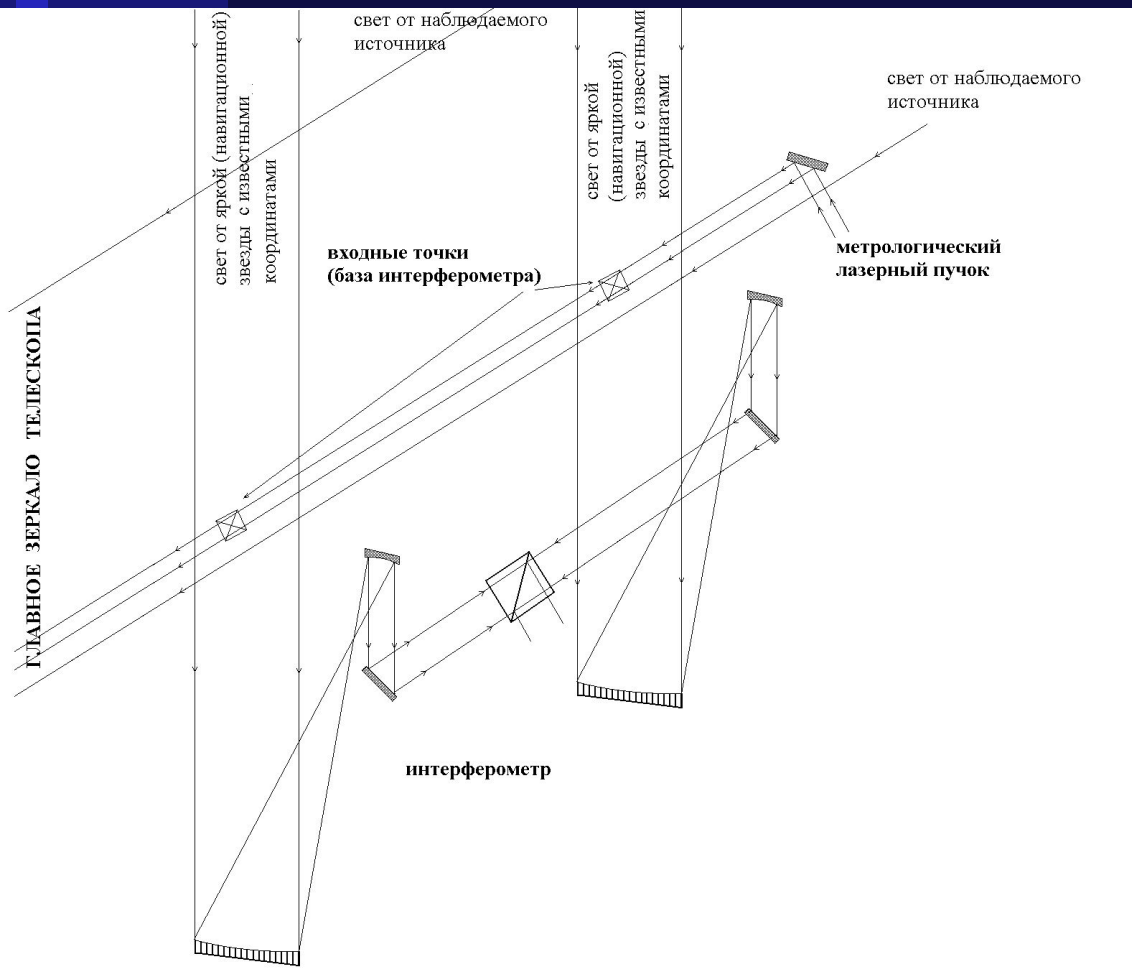 свет от наблюдаемого
источника
свет от яркой (навигационной)
звезды с известными
координатами
свет от яркой
(навигационной)
звезды с известными
координатами
свет от наблюдаемого
источника
входные точки
(база интерферометра)
метрологический
лазерный пучок
ГЛАВНОЕ ЗЕРКАЛО ТЕЛЕСКОПА
интерферометр